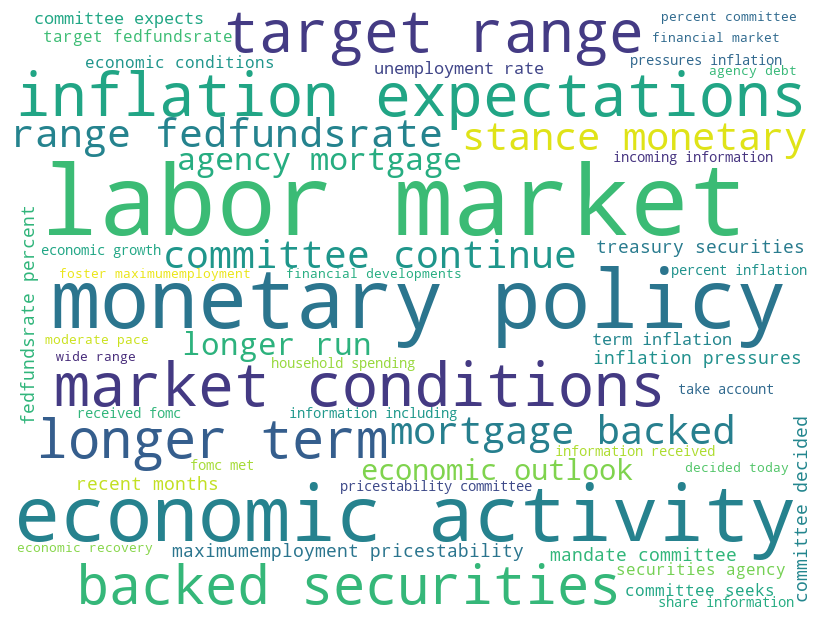 committee expects
target range
percent committee
target fedfundsrate
financial market
economic conditions
unemployment rate
pressures inflation
agency debt
inflation expectations
range fedfundsrate
stance monetary
agency mortgage
incoming information
labor market
fedfundsrate percent
economic growth
committee continue
treasury securities
foster maximumemployment
financial developments
percent inflation
monetary policy
moderate pace
longer run
term inflation
wide range
household spending
inflation pressures
market conditions
take account
received fomc
information including
longer term
mortgage backed
committee decided
information received
fomc met
economic outlook
decided today
recent months
pricestability committee
economic activity
economic recovery
maximumemployment pricestability
mandate committee
backed securities
securities agency
committee seeks
share information